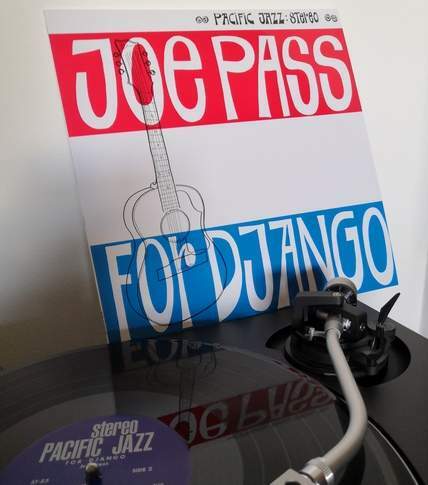 PACIFIC JAZZ: STEREO
JOE PASS
FOR DJANGO
stereo
PACIFIC JAZZ
FOR DJANGO
SIDE 2